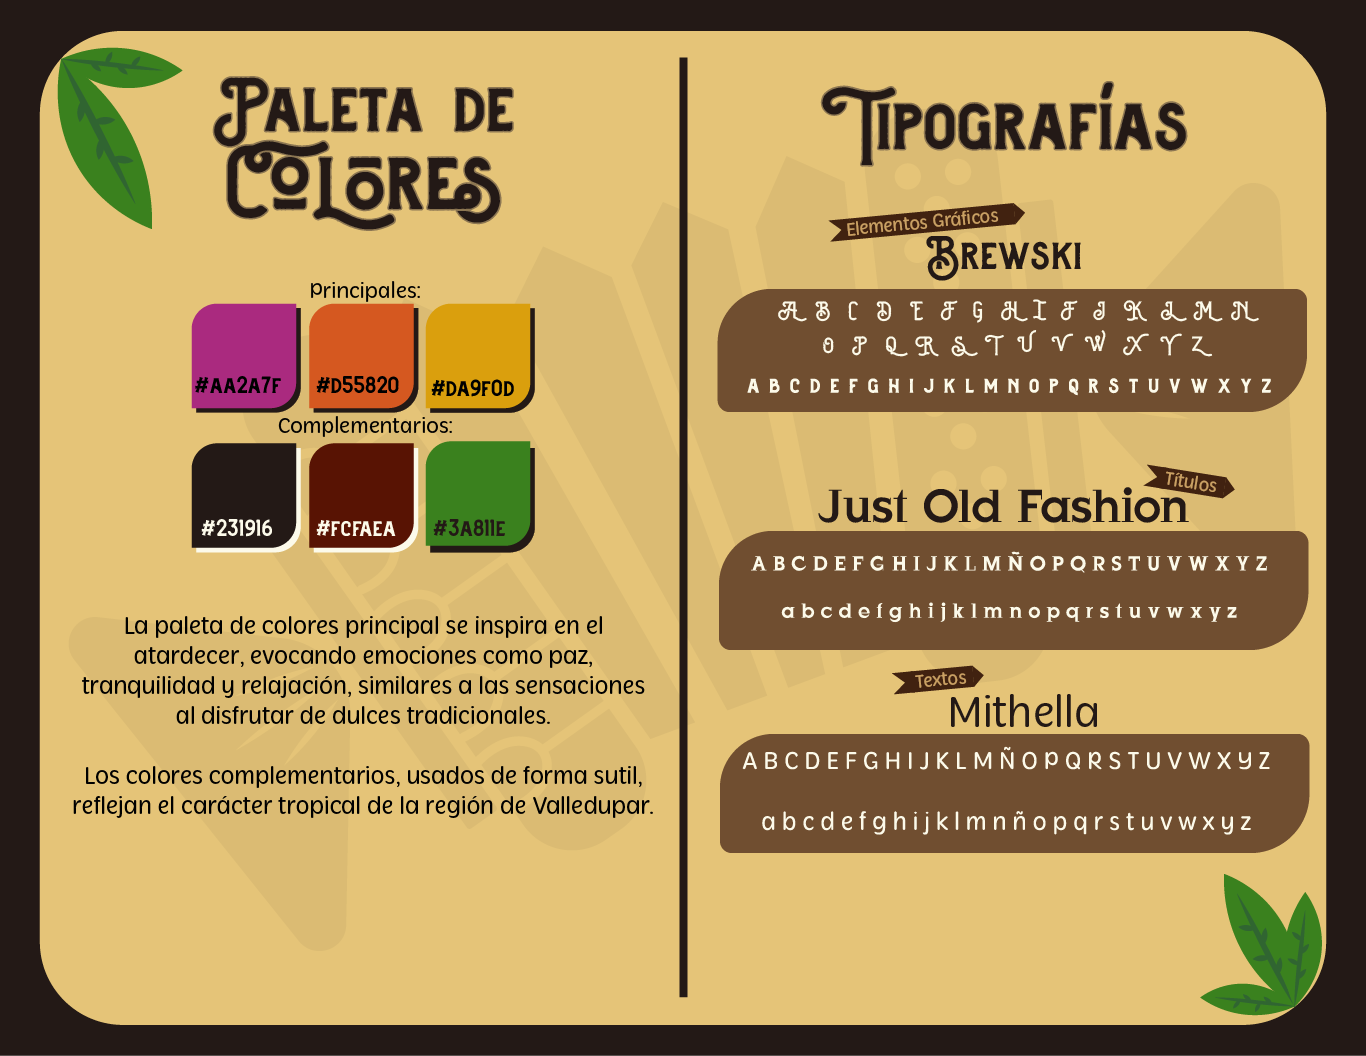 Paleta de
Colores
Principales:
#AA2A7F #D55820 #DA9F0D
Complementarios:
#231916 #FCFAEA #3A811E
La paleta de colores principal se inspira en el
atardecer, evocando emociones como paz,
tranquilidad y relajación, similares a las sensaciones
al disfrutar de dulces tradicionales.
Los colores complementarios, usados de forma sutil,
reflejan el carácter tropical de la región de Valledupar.
Tipografías
Elementos Gráficos
Brewski
A B C D E F G H I F J K L M N
O P Q R S T U V W X Y Z
A B C D E F G H I J K L M N O P Q R S T U V W X Y Z
Títulos
Just Old Fashion
A B C D E F G H I J K L M Ñ O P Q R S T U V W X Y Z
a b c d e f g h i j k l m n o p q r s t u v w x y z
Textos
Mithella
A B C D E F G H I J K L M Ñ O P Q R S T U V W X Y Z
a b c d e f g h i j k l m n ñ o p q r s t u v w x y z